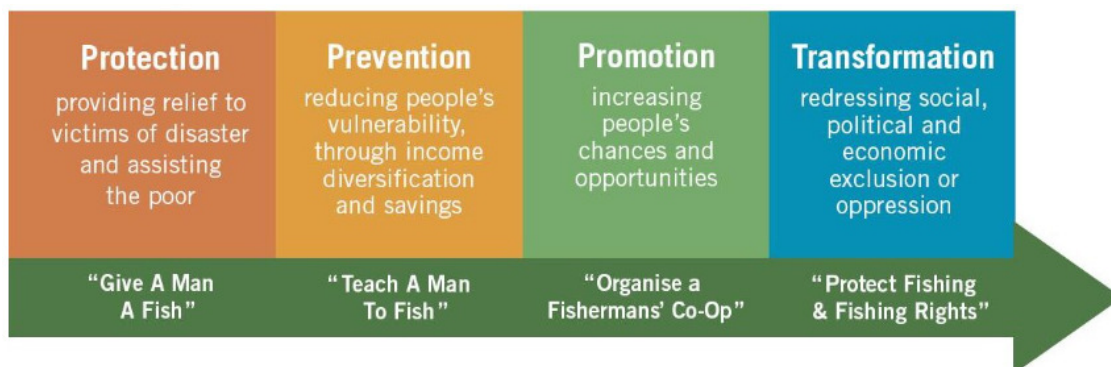 Protection
providing relief to
victims of disaster
and assisting
the poor
Prevention
reducing people's
vulnerability,
through income
diversification
and savings
Promotion
increasing
people's
chances and
opportunities
Transformation
redressing social,
political and
economic
exclusion or
oppression
“Give A Man
A Fish”
“Teach A Man
To Fish”
“Organise a
Fishermans’ Co-Op”
“Protect Fishing
& Fishing Rights”